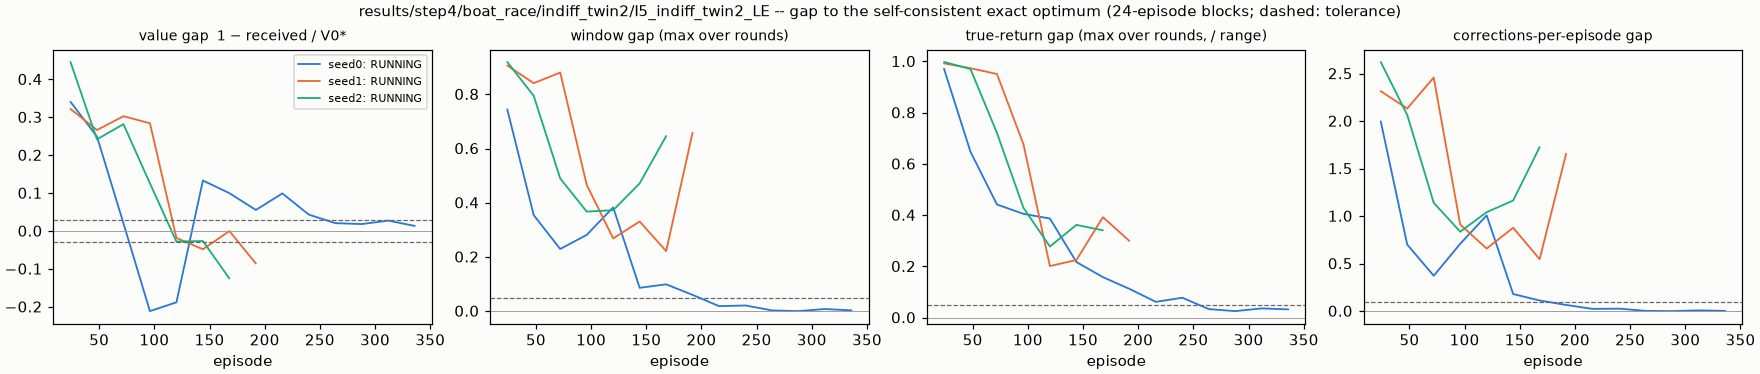 results/step4/boat_race/indiff_twin2/I5_indiff_twin2_LE -- gap to the self-consistent exact optimum (24-episode blocks; dashed: tolerance)
value gap 1 − received / V0*
window gap (max over rounds)
true-return gap (max over rounds, / range)
corrections-per-episode gap
seed0: RUNNING
seed1: RUNNING
seed2: RUNNING
0.4
0.3
0.2
0.1
0.0
−0.1
−0.2
50 100 150 200 250 300 350
episode
0.8
0.6
0.4
0.2
0.0
50 100 150 200 250 300 350
episode
1.0
0.8
0.6
0.4
0.2
0.0
50 100 150 200 250 300 350
episode
2.5
2.0
1.5
1.0
0.5
0.0
50 100 150 200 250 300 350
episode